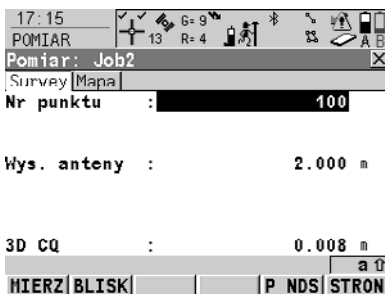 17:15
POMIAR
13
G= 9
R= 4
A B
Pomiar: Job2
Survey Mapa
Nr punktu : 100
Wys. anteny : 2.000 m
3D CQ : 0.008 m
a
MIERZ BLISK P NDS STRON